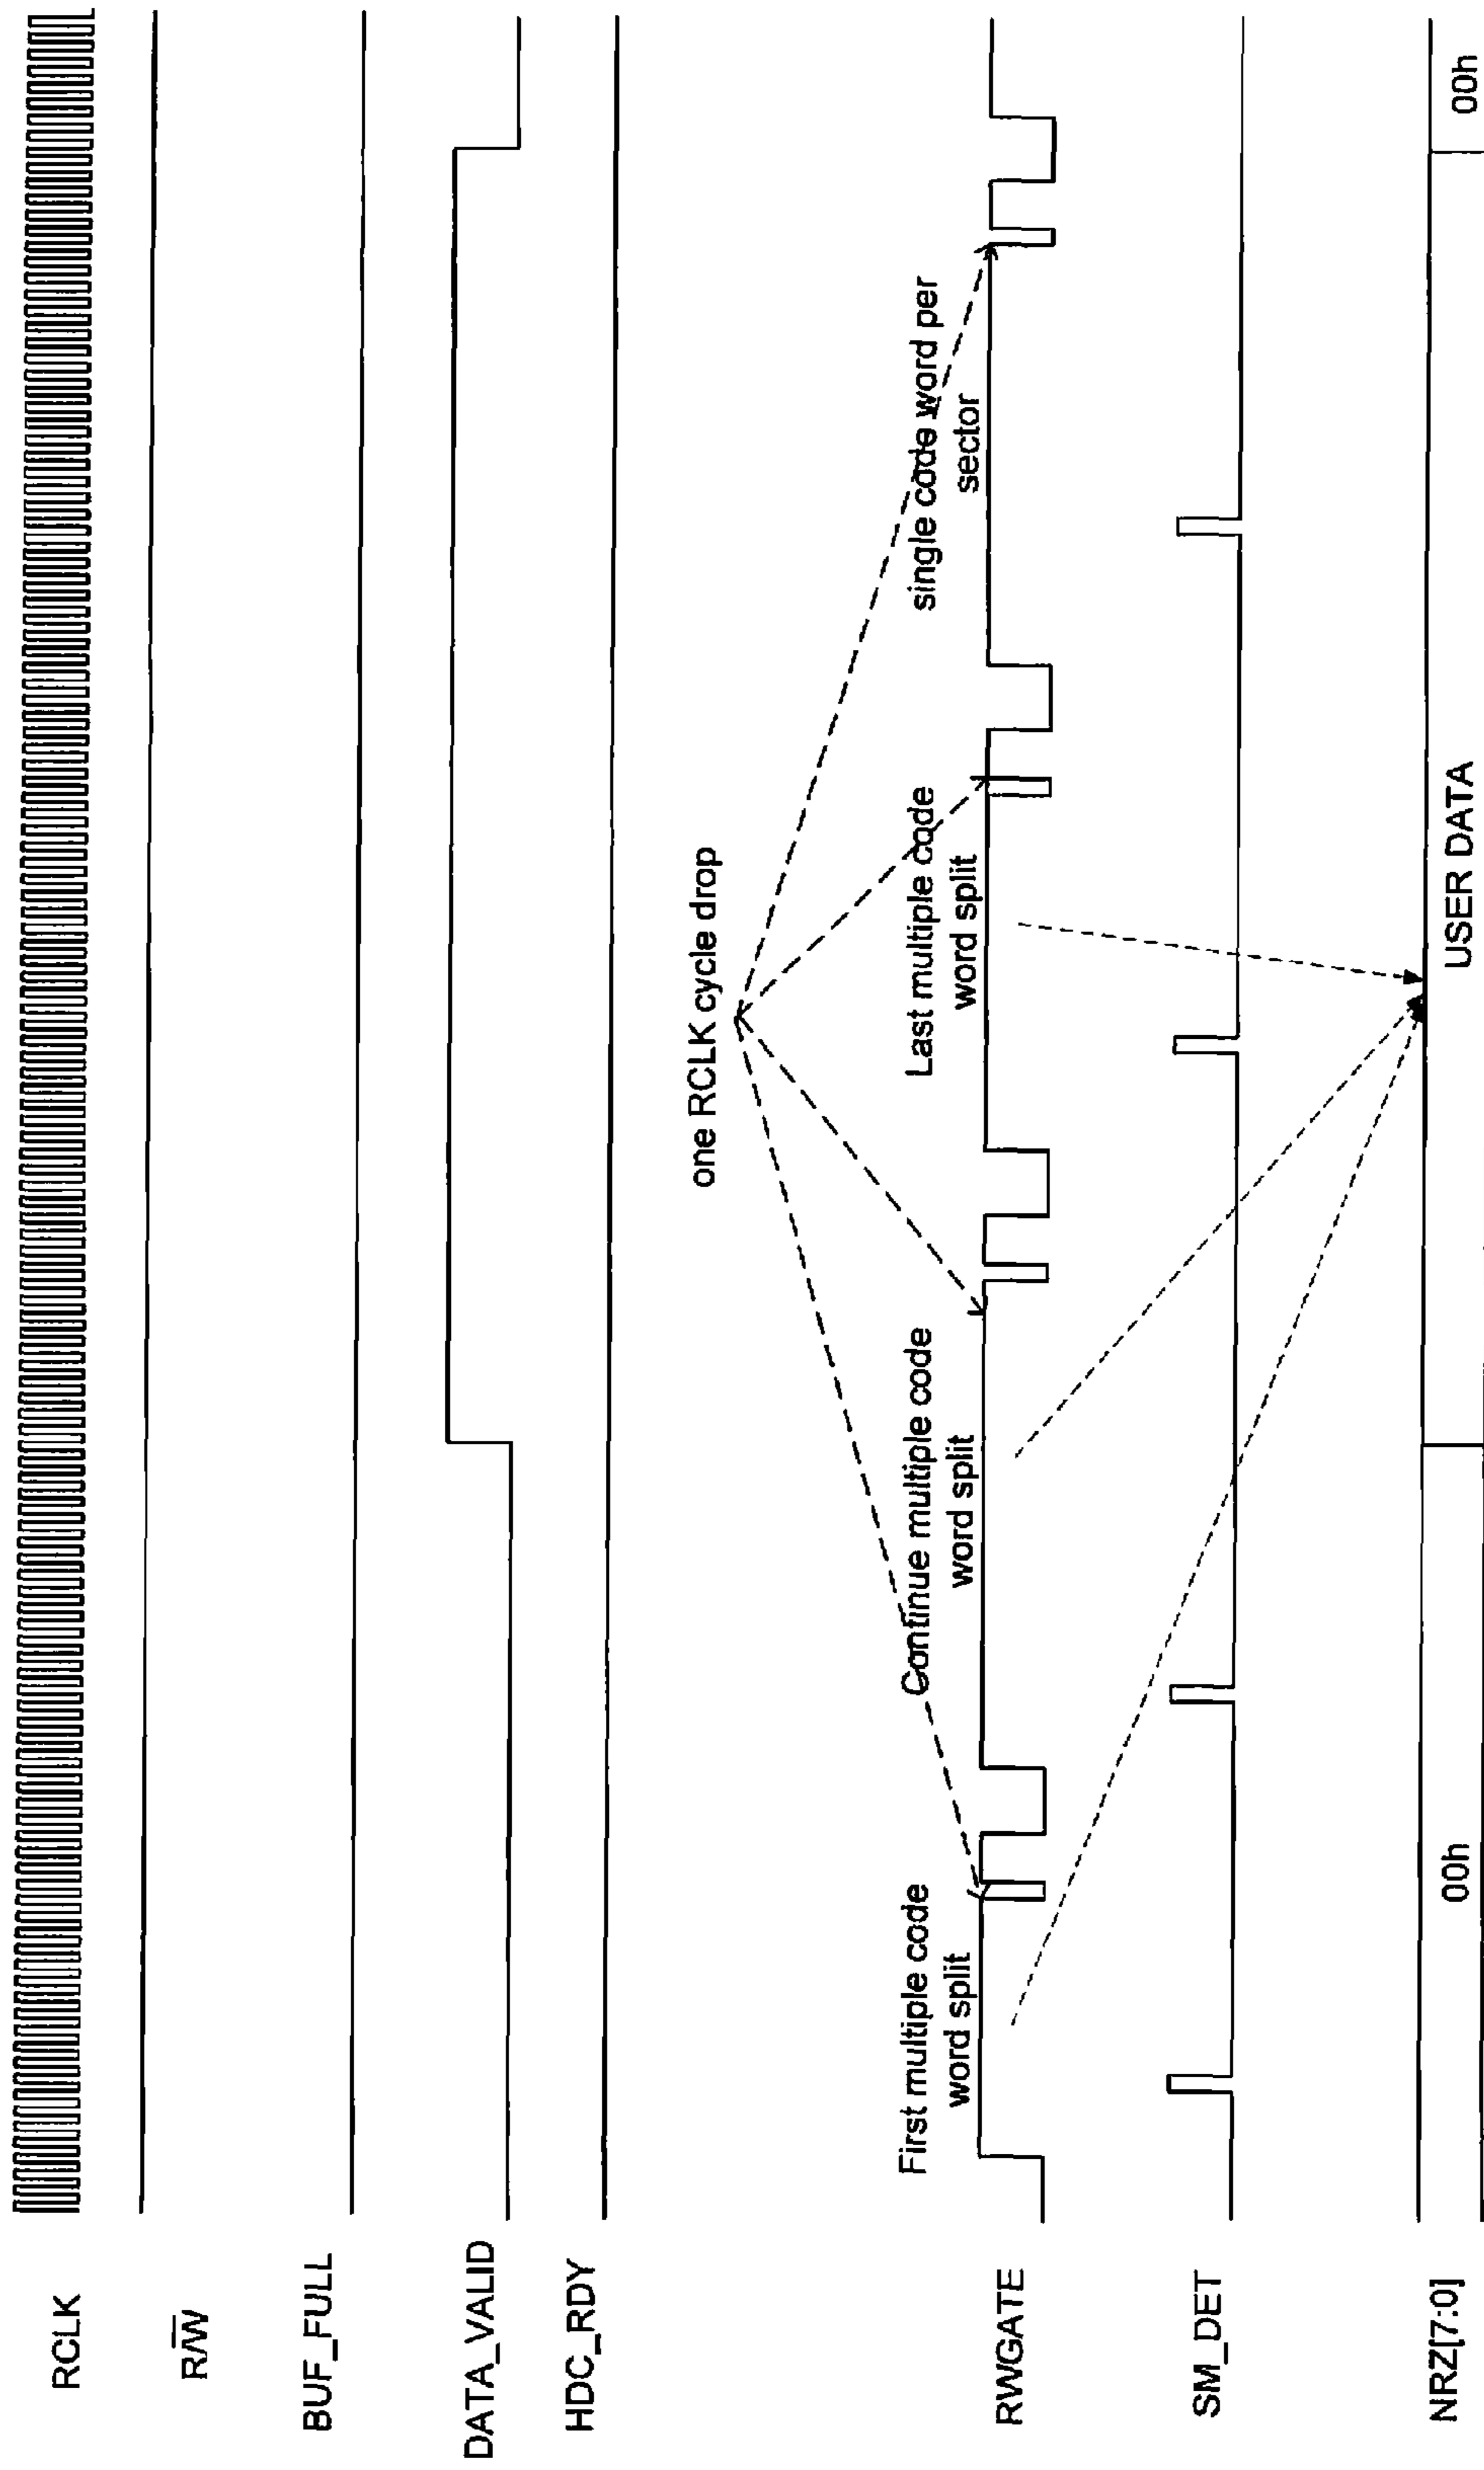 RCLK
R/W̅
BUF_FULL
DATA_VALID
HDC_RDY
one RCLK cycle drop
First multiple code
word split
Continue multiple code
word split
Last multiple code
word split
single code word per
sector
RWGATE
SM_DET
NRZ[7:0]
00h
USER DATA
00h